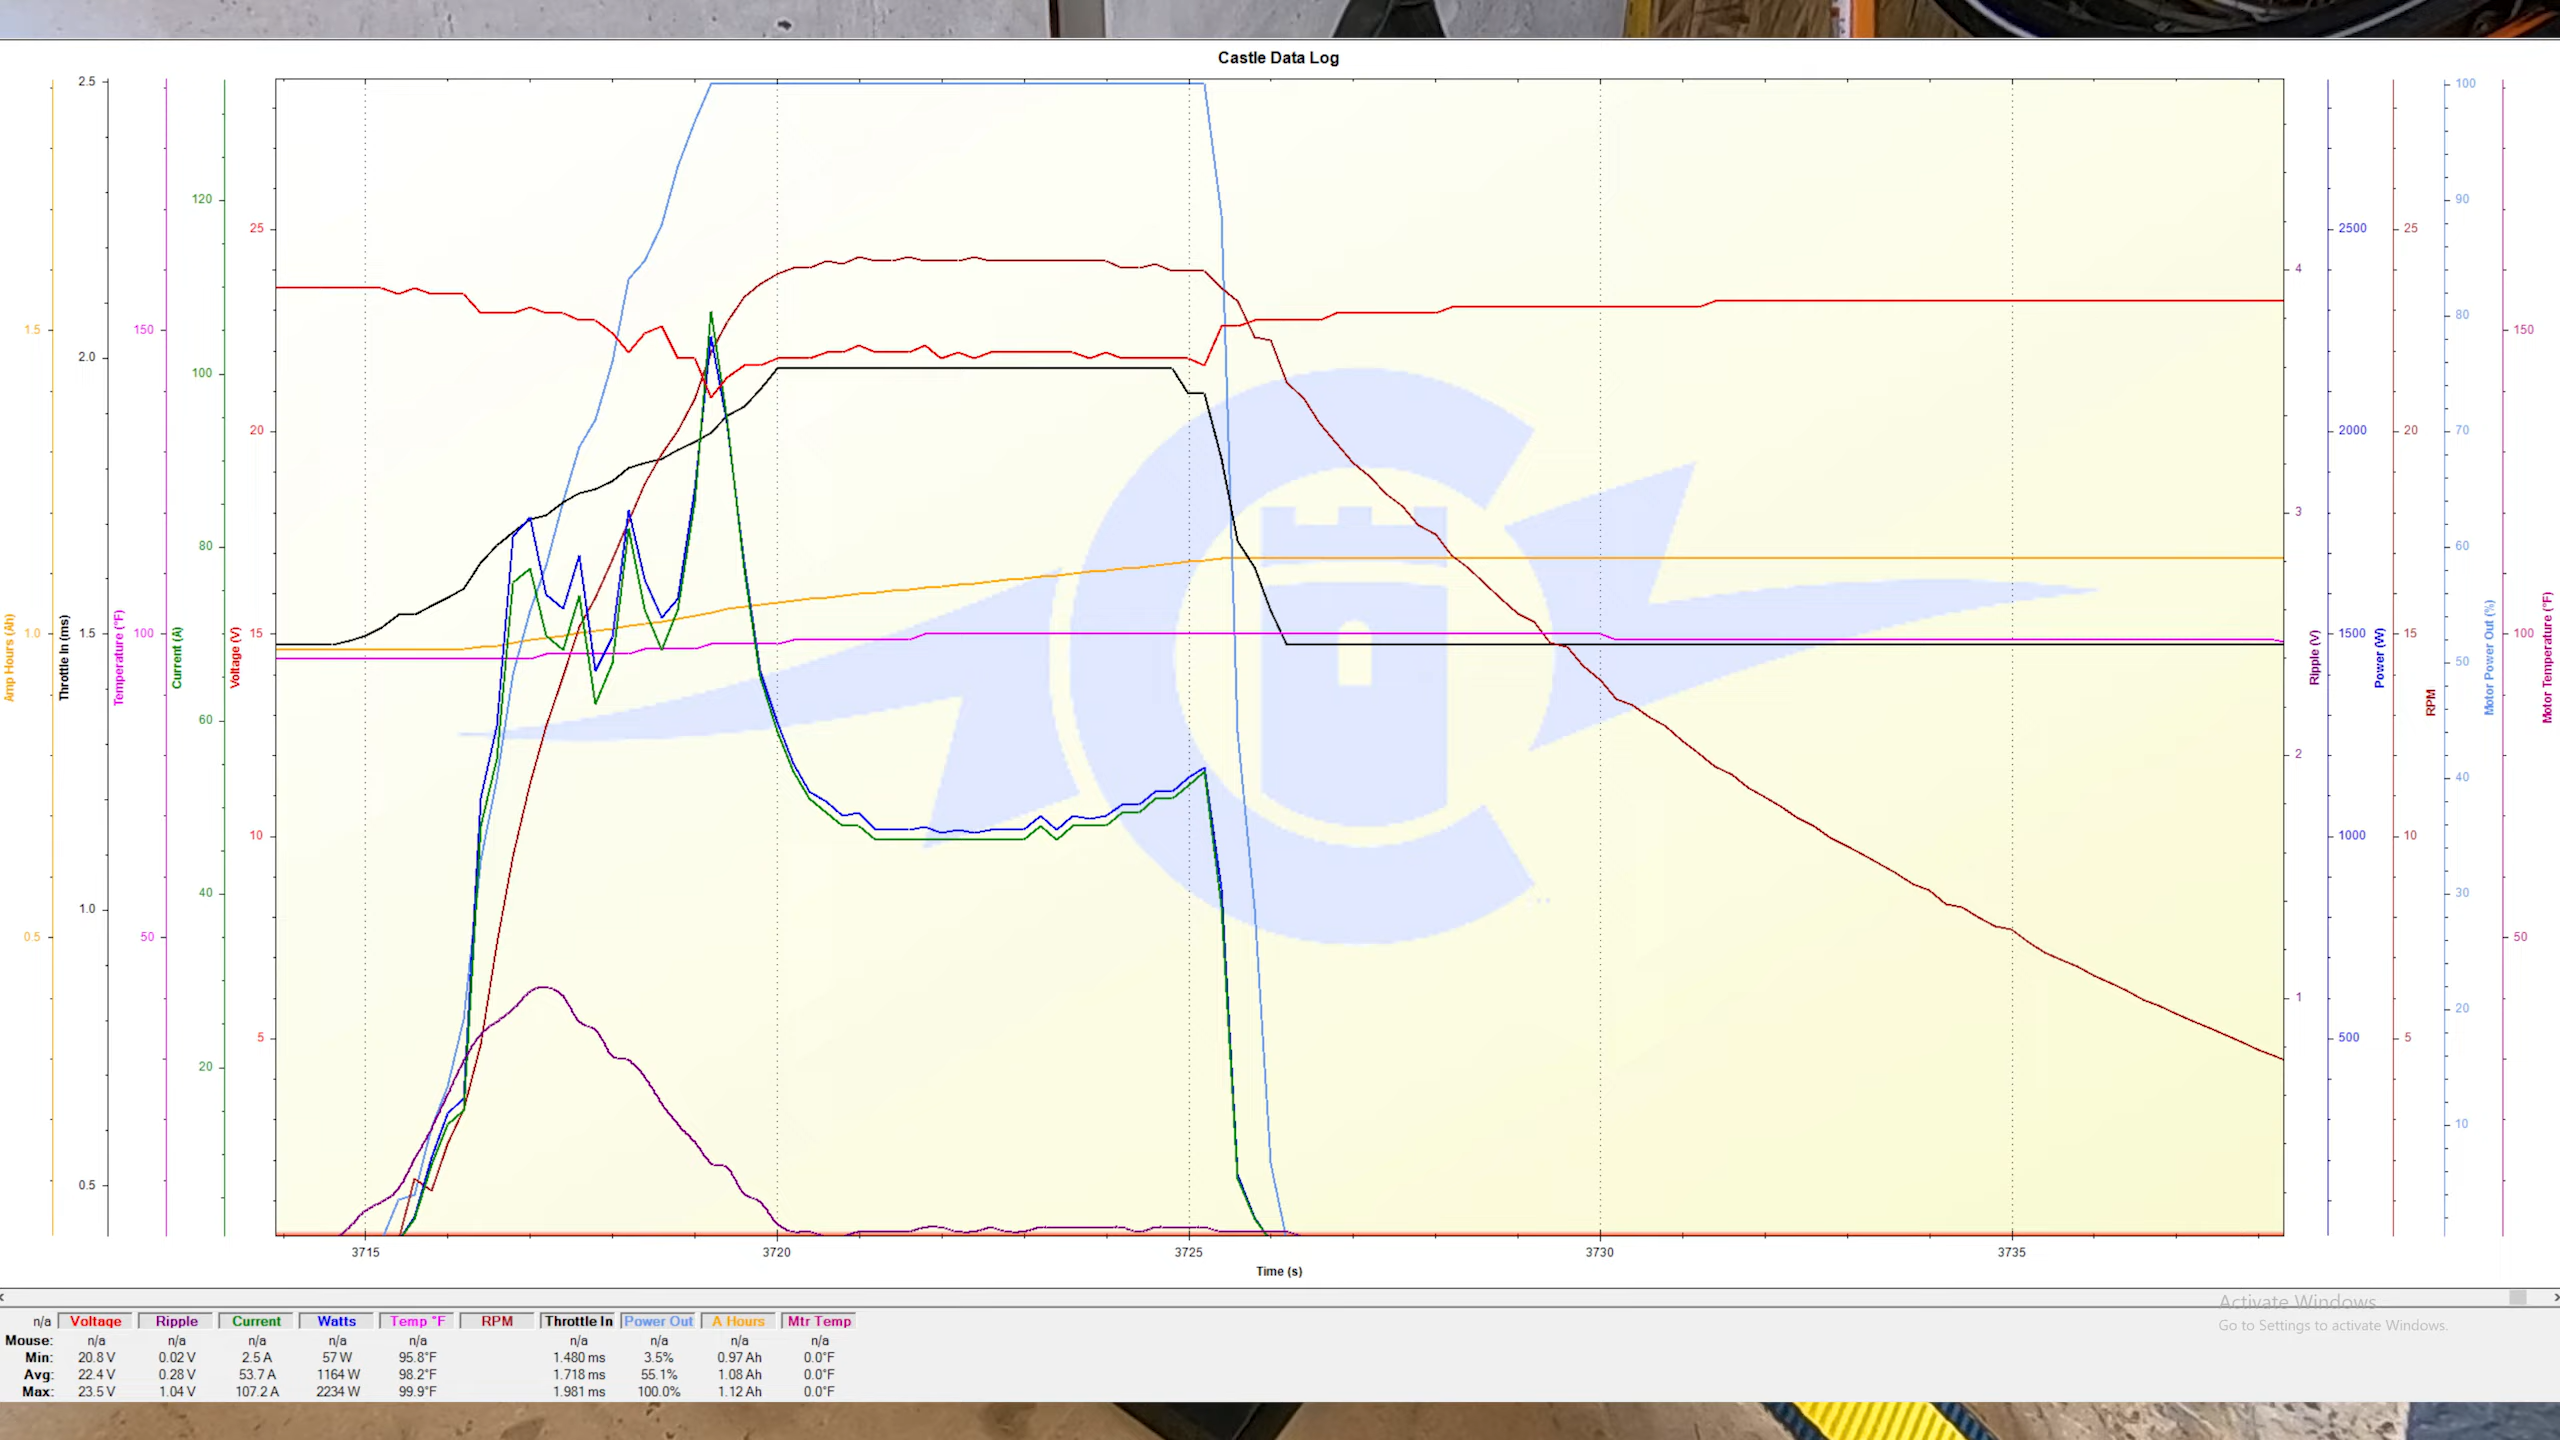 Castle Data Log
2.5
2.0
1.5
1.0
0.5
1.5
1.0
0.5
150
100
50
120
100
80
60
40
20
25
20
15
10
5
Amp Hours (Ah)
Throttle In (ms)
Temperature (°F)
Current (A)
Voltage (V)
4
3
2
1
2500
2000
1500
1000
500
25
20
15
10
5
100
90
80
70
60
50
40
30
20
10
150
100
50
Ripple (V)
Power (W)
RPM
Motor Power Out (%)
Motor Temperature (°F)
3715 3720 3725 3730 3735
Time (s)
n/a Voltage Ripple Current Watts Temp °F RPM Throttle In Power Out A Hours Mtr Temp
Mouse: n/a n/a n/a n/a n/a n/a n/a n/a n/a
Min: 20.8 V 0.02 V 2.5 A 57 W 95.8°F 1.480 ms 3.5% 0.97 Ah 0.0°F
Avg: 22.4 V 0.28 V 53.7 A 1164 W 98.2°F 1.718 ms 55.1% 1.08 Ah 0.0°F
Max: 23.5 V 1.04 V 107.2 A 2234 W 99.9°F 1.981 ms 100.0% 1.12 Ah 0.0°F
Activate Windows
Go to Settings to activate Windows.